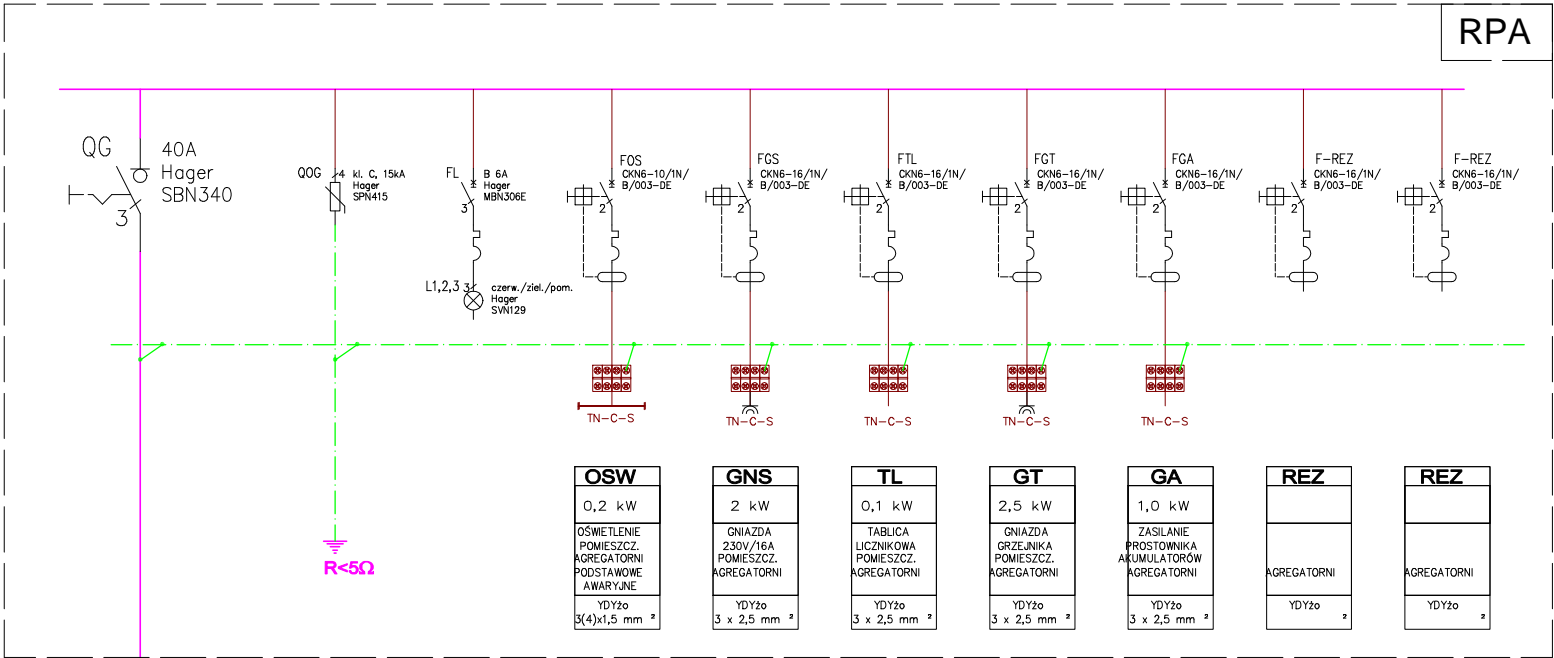 RPA
QG
40A
Hager
SBN340
3
QOG
4
kl. C, 15kA
Hager
SPN415
FL
B 6A
Hager
MBN306E
3
L1,2,3
3
czerw./ziel./pom.
Hager
SVN129
FOS
CKN6-10/1N/
B/003-DE
2
FGS
CKN6-16/1N/
B/003-DE
2
FTL
CKN6-16/1N/
B/003-DE
2
FGT
CKN6-16/1N/
B/003-DE
2
FGA
CKN6-16/1N/
B/003-DE
2
F-REZ
CKN6-16/1N/
B/003-DE
2
F-REZ
CKN6-16/1N/
B/003-DE
2
TN-C-S
TN-C-S
TN-C-S
TN-C-S
TN-C-S
R<5Ω
OSW
0,2 kW
OŚWIETLENIE
POMIESZCZ.
AGREGATORNI
PODSTAWOWE
AWARYJNE
YDYżo
3(4)x1,5 mm ²
GNS
2 kW
GNIAZDA
230V/16A
POMIESZCZ.
AGREGATORNI
YDYżo
3 x 2,5 mm ²
TL
0,1 kW
TABLICA
LICZNIKOWA
POMIESZCZ.
AGREGATORNI
YDYżo
3 x 2,5 mm ²
GT
2,5 kW
GNIAZDA
GRZEJNIKA
POMIESZCZ.
AGREGATORNI
YDYżo
3 x 2,5 mm ²
GA
1,0 kW
ZASILANIE
PROSTOWNIKA
AKUMULATORÓW
AGREGATORNI
YDYżo
3 x 2,5 mm ²
REZ
AGREGATORNI
YDYżo
²
REZ
AGREGATORNI
YDYżo
²